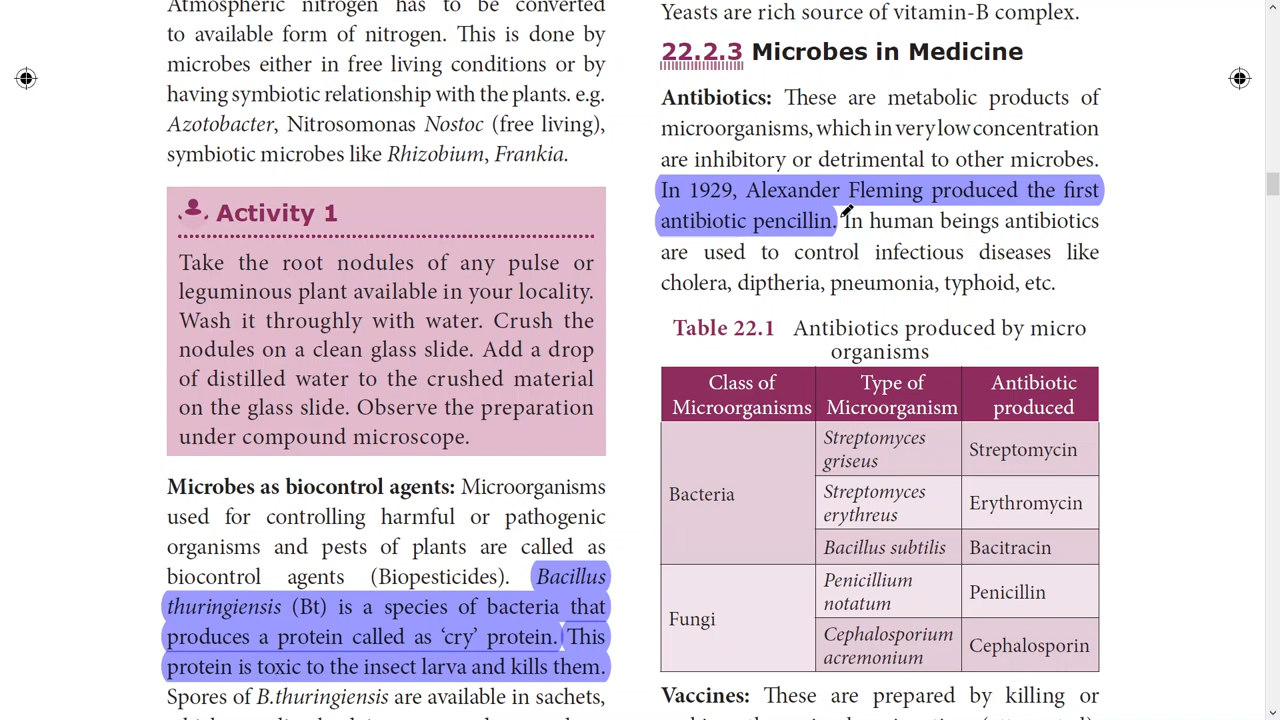 Atmospheric nitrogen has to be converted
to available form of nitrogen. This is done by
microbes either in free living conditions or by
having symbiotic relationship with the plants. e.g.
Azotobacter, Nitrosomonas Nostoc (free living),
symbiotic microbes like Rhizobium, Frankia.
Activity 1
Take the root nodules of any pulse or
leguminous plant available in your locality.
Wash it throughly with water. Crush the
nodules on a clean glass slide. Add a drop
of distilled water to the crushed material
on the glass slide. Observe the preparation
under compound microscope.
Microbes as biocontrol agents: Microorganisms
used for controlling harmful or pathogenic
organisms and pests of plants are called as
biocontrol agents (Biopesticides). Bacillus
thuringiensis (Bt) is a species of bacteria that
produces a protein called as ‘cry’ protein. This
protein is toxic to the insect larva and kills them.
Spores of B.thuringiensis are available in sachets,
Yeasts are rich source of vitamin-B complex.
22.2.3 Microbes in Medicine
Antibiotics: These are metabolic products of
microorganisms, which in very low concentration
are inhibitory or detrimental to other microbes.
In 1929, Alexander Fleming produced the first
antibiotic pencillin. In human beings antibiotics
are used to control infectious diseases like
cholera, diptheria, pneumonia, typhoid, etc.
Table 22.1 Antibiotics produced by micro
organisms
Class of Microorganisms Type of Microorganism Antibiotic produced
Bacteria
Streptomyces griseus Streptomycin
Streptomyces erythreus Erythromycin
Bacillus subtilis Bacitracin
Fungi
Penicillium notatum Penicillin
Cephalosporium acremonium Cephalosporin
Vaccines: These are prepared by killing or